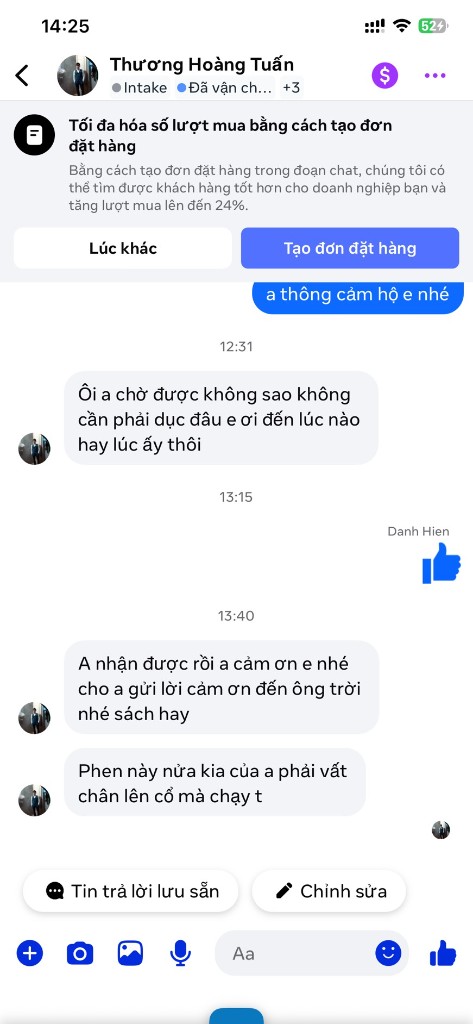 14:25
52
Thương Hoàng Tuấn
Intake
Đã vận ch...
+3
Tối đa hóa số lượt mua bằng cách tạo đơn
đặt hàng
Bằng cách tạo đơn đặt hàng trong đoạn chat, chúng tôi có
thể tìm được khách hàng tốt hơn cho doanh nghiệp bạn và
tăng lượt mua lên đến 24%.
Lúc khác
Tạo đơn đặt hàng
a thông cảm hộ e nhé
12:31
Ôi a chờ được không sao không
cần phải dục đâu e ơi đến lúc nào
hay lúc ấy thôi
13:15
Danh Hien
13:40
A nhận được rồi a cảm ơn e nhé
cho a gửi lời cảm ơn đến ông trời
nhé sách hay
Phen này nửa kia của a phải vất
chân lên cổ mà chạy t
Tin trả lời lưu sẵn
Chỉnh sửa
Aa